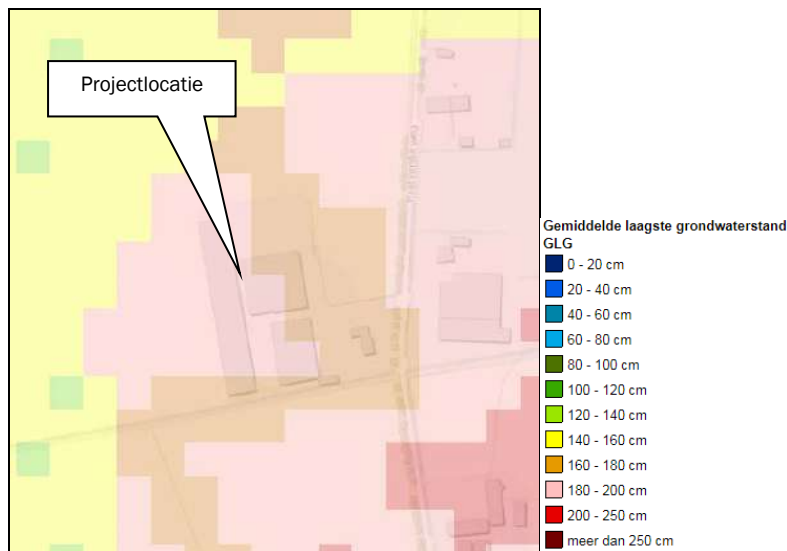 Projectlocatie
Gemiddelde laagste grondwaterstand
GLG
0 - 20 cm
20 - 40 cm
40 - 60 cm
60 - 80 cm
80 - 100 cm
100 - 120 cm
120 - 140 cm
140 - 160 cm
160 - 180 cm
180 - 200 cm
200 - 250 cm
meer dan 250 cm